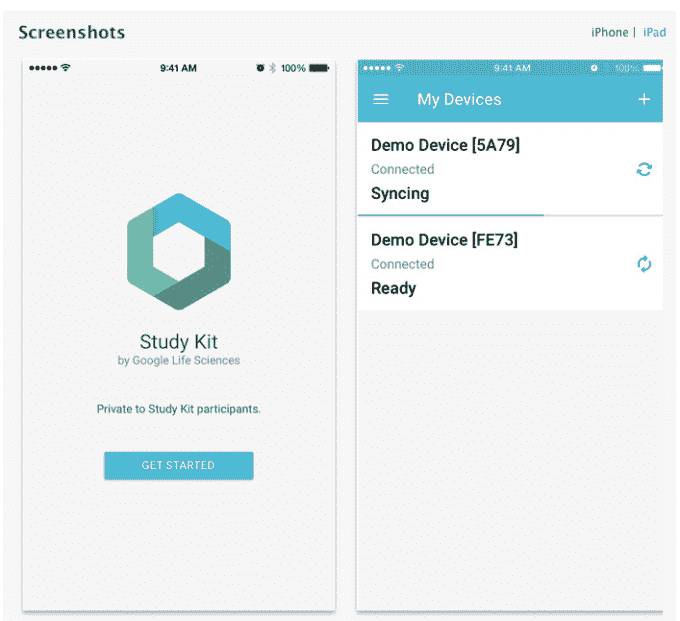 Screenshots
iPhone | iPad
9:41 AM
100%
Study Kit
by Google Life Sciences
Private to Study Kit participants.
GET STARTED
9:41 AM
100%
My Devices
Demo Device [5A79]
Connected
Syncing
Demo Device [FE73]
Connected
Ready